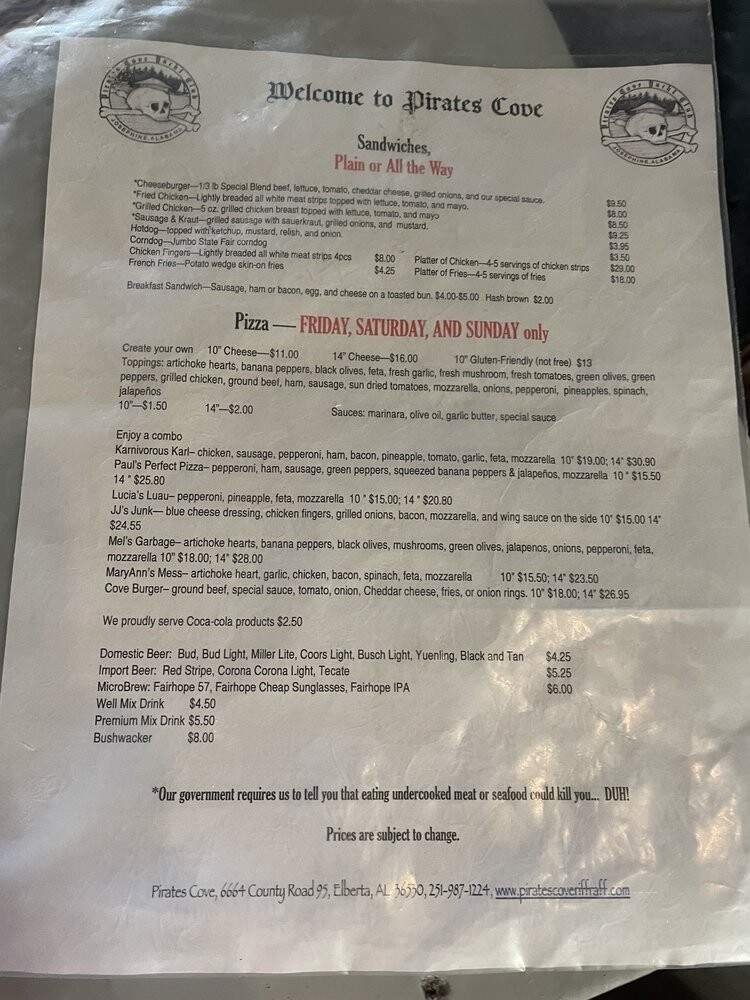 Pirates Cove Yacht Club
JOSEPHINE, ALABAMA
Welcome to Pirates Cove
Pirates Cove Yacht Club
JOSEPHINE, ALABAMA
Sandwiches,
Plain or All the Way
*Cheeseburger—1/3 lb Special Blend beef, lettuce, tomato, cheddar cheese, grilled onions, and our special sauce. $9.50
*Fried Chicken—Lightly breaded all white meat strips topped with lettuce, tomato, and mayo. $8.00
*Grilled Chicken—5 oz. grilled chicken breast topped with lettuce, tomato, and mayo $8.50
*Sausage & Kraut—grilled sausage with sauerkraut, grilled onions, and mustard. $9.25
Hotdog—topped with ketchup, mustard, relish, and onion. $3.95
Corndog—Jumbo State Fair corndog $3.50
Chicken Fingers—Lightly breaded all white meat strips 4pcs $8.00 Platter of Chicken—4-5 servings of chicken strips $29.00
French Fries—Potato wedge skin-on fries $4.25 Platter of Fries—4-5 servings of fries $18.00
Breakfast Sandwich—Sausage, ham or bacon, egg, and cheese on a toasted bun. $4.00-$5.00 Hash brown $2.00
Pizza — FRIDAY, SATURDAY, AND SUNDAY only
Create your own 10" Cheese—$11.00 14" Cheese—$16.00 10" Gluten-Friendly (not free) $13
Toppings: artichoke hearts, banana peppers, black olives, feta, fresh garlic, fresh mushroom, fresh tomatoes, green olives, green
peppers, grilled chicken, ground beef, ham, sausage, sun dried tomatoes, mozzarella, onions, pepperoni, pineapples, spinach,
jalapeños
10"—$1.50 14"—$2.00 Sauces: marinara, olive oil, garlic butter, special sauce
Enjoy a combo
Karnivorous Karl– chicken, sausage, pepperoni, ham, bacon, pineapple, tomato, garlic, feta, mozzarella 10" $19.00; 14" $30.90
Paul's Perfect Pizza– pepperoni, ham, sausage, green peppers, squeezed banana peppers & jalapeños, mozzarella 10 " $15.50
14 " $25.80
Lucia's Luau– pepperoni, pineapple, feta, mozzarella 10 " $15.00; 14 " $20.80
JJ's Junk— blue cheese dressing, chicken fingers, grilled onions, bacon, mozzarella, and wing sauce on the side 10" $15.00 14"
$24.55
Mel's Garbage– artichoke hearts, banana peppers, black olives, mushrooms, green olives, jalapenos, onions, pepperoni, feta,
mozzarella 10" $18.00; 14" $28.00
MaryAnn's Mess– artichoke heart, garlic, chicken, bacon, spinach, feta, mozzarella 10" $15.50; 14" $23.50
Cove Burger– ground beef, special sauce, tomato, onion, Cheddar cheese, fries, or onion rings. 10" $18.00; 14" $26.95
We proudly serve Coca-cola products $2.50
Domestic Beer: Bud, Bud Light, Miller Lite, Coors Light, Busch Light, Yuenling, Black and Tan $4.25
Import Beer: Red Stripe, Corona Corona Light, Tecate $5.25
MicroBrew: Fairhope 57, Fairhope Cheap Sunglasses, Fairhope IPA $6.00
Well Mix Drink $4.50
Premium Mix Drink $5.50
Bushwacker $8.00
*Our government requires us to tell you that eating undercooked meat or seafood could kill you... DUH!
Prices are subject to change.
Pirates Cove, 6664 County Road 95, Elberta, AL 36530, 251-987-1224, www.piratescoveriffraff.com